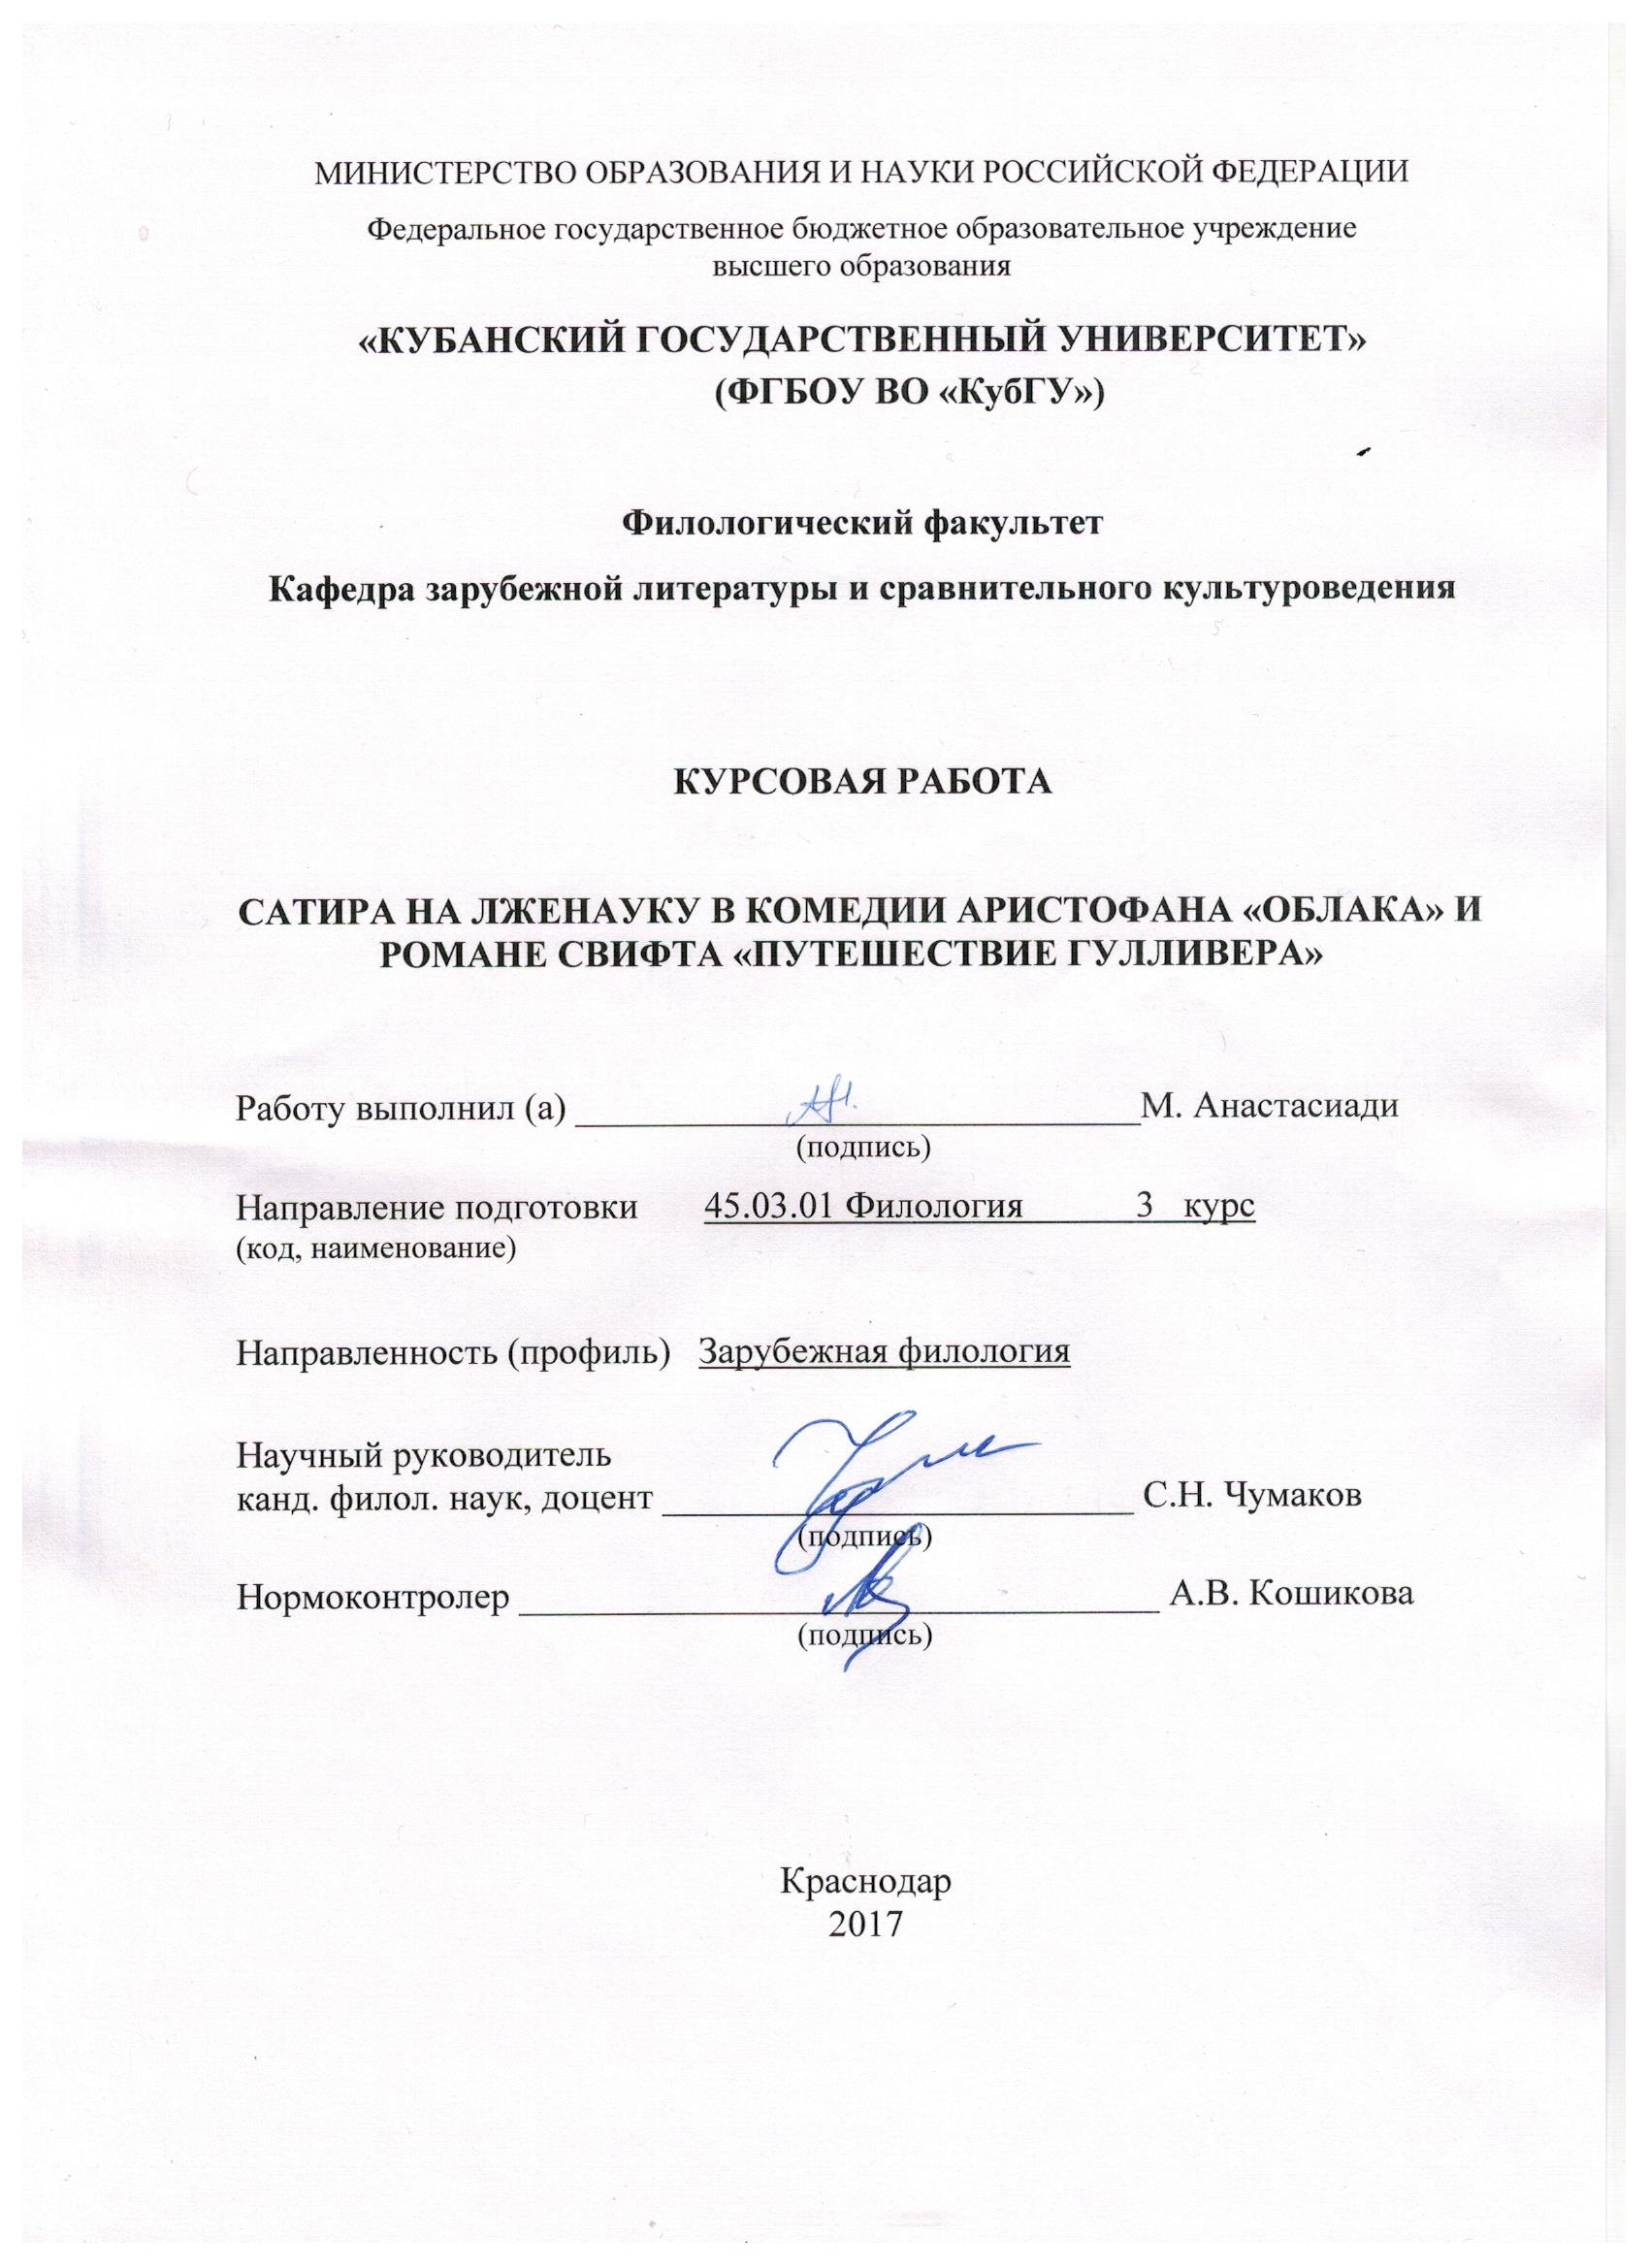 МИНИСТЕРСТВО ОБРАЗОВАНИЯ И НАУКИ РОССИЙСКОЙ ФЕДЕРАЦИИ
Федеральное государственное бюджетное образовательное учреждение
высшего образования
«КУБАНСКИЙ ГОСУДАРСТВЕННЫЙ УНИВЕРСИТЕТ»
(ФГБОУ ВО «КубГУ»)
Филологический факультет
Кафедра зарубежной литературы и сравнительного культуроведения
КУРСОВАЯ РАБОТА
САТИРА НА ЛЖЕНАУКУ В КОМЕДИИ АРИСТОФАНА «ОБЛАКА» И
РОМАНЕ СВИФТА «ПУТЕШЕСТВИЕ ГУЛЛИВЕРА»
Работу выполнил (а) М. Анастасиади
(подпись)
Направление подготовки 45.03.01 Филология 3 курс
(код, наименование)
Направленность (профиль) Зарубежная филология
Научный руководитель
канд. филол. наук, доцент С.Н. Чумаков
(подпись)
Нормоконтролер А.В. Кошикова
(подпись)
Краснодар
2017